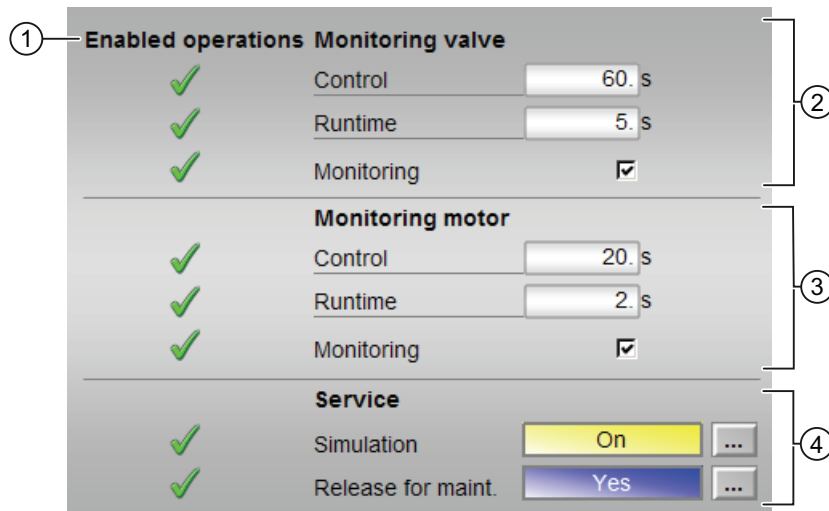 1 Enabled operations Monitoring valve
Control 60. s
Runtime 5. s
Monitoring
2
Monitoring motor
Control 20. s
Runtime 2. s
Monitoring
3
Service
Simulation On ...
Release for maint. Yes ...
4